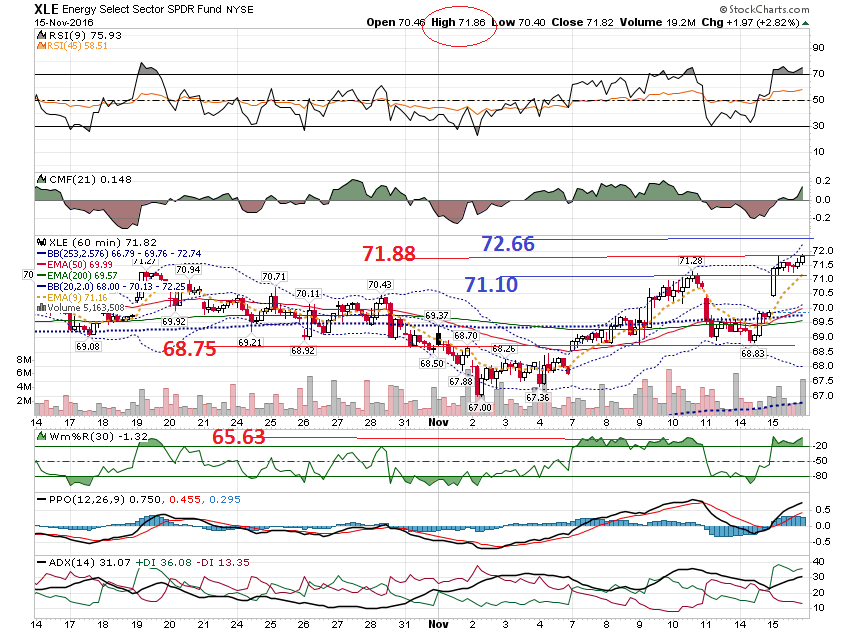 XLE Energy Select Sector SPDR Fund NYSE
© StockCharts.com
15-Nov-2016
Open 70.46 High 71.86 Low 70.40 Close 71.82 Volume 19.2M Chg +1.97 (+2.82%)
RSI(9) 75.93
RSI(45) 58.51
90
70
50
30
10
CMF(21) 0.148
0.2
0.0
-0.2
XLE (60 min) 71.82
BB(253,2.576) 66.79 - 69.76 - 72.74
EMA(50) 69.99
EMA(200) 69.57
BB(20,2.0) 68.00 - 70.13 - 72.25
EMA(9) 71.16
Volume 5,163,508
70
8M
6M
4M
2M
71.88
72.66
71.10
68.75
71.27
70.94
70.71
70.43
70.11
69.92
69.08
69.21
68.92
69.37
68.70
68.50
68.26
67.88
67.00
67.36
71.28
68.83
72.0
71.5
71.0
70.5
70.0
69.5
69.0
68.5
68.0
67.5
67.0
14 17 18 19 20 21 24 25 26 27 28 31 Nov 2 3 4 7 8 9 10 11 14 15
Wm%R(30) -1.32
65.63
-20
-50
-80
PPO(12,26,9) 0.750, 0.455, 0.295
0.5
0.0
-0.5
ADX(14) 31.07 +DI 36.08 -DI 13.35
40
30
20
10
14 17 18 19 20 21 24 25 26 27 28 31 Nov 2 3 4 7 8 9 10 11 14 15